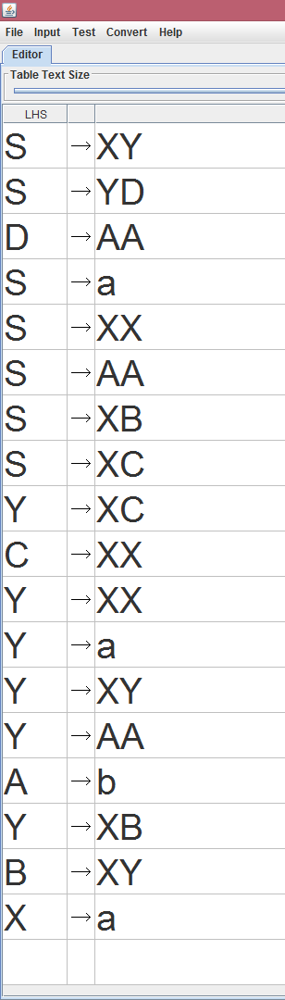 File Input Test Convert Help
Editor
Table Text Size
LHS
S → XY
S → YD
D → AA
S → a
S → XX
S → AA
S → XB
S → XC
Y → XC
C → XX
Y → XX
Y → a
Y → XY
Y → AA
A → b
Y → XB
B → XY
X → a